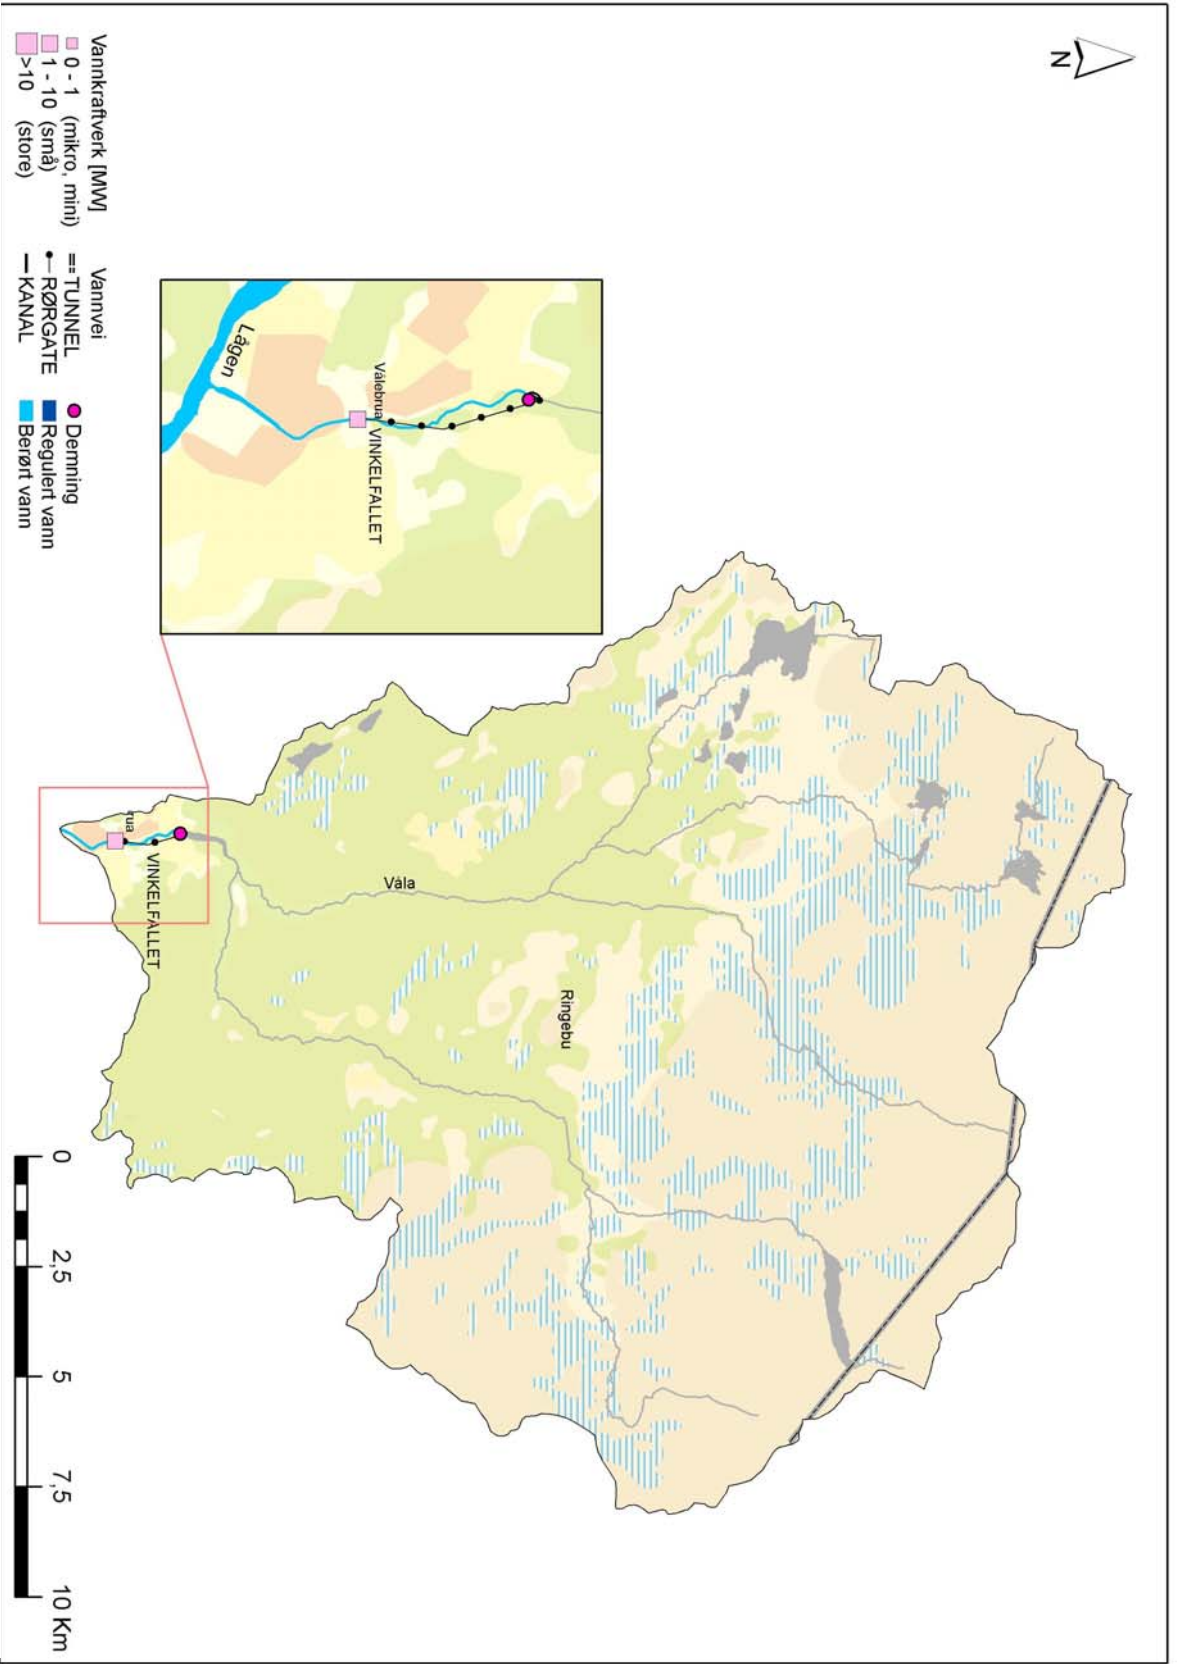 N
Ringebu
Våla
VINKELFALLET
rua
Vålebrua
VINKELFALLET
Lågen
Vannkraftverk [MW]
0 - 1 (mikro, mini)
1 - 10 (små)
>10 (store)
Vannvei
TUNNEL
RØRGATE
KANAL
Demning
Regulert vann
Berørt vann
0 2,5 5 7,5 10 Km